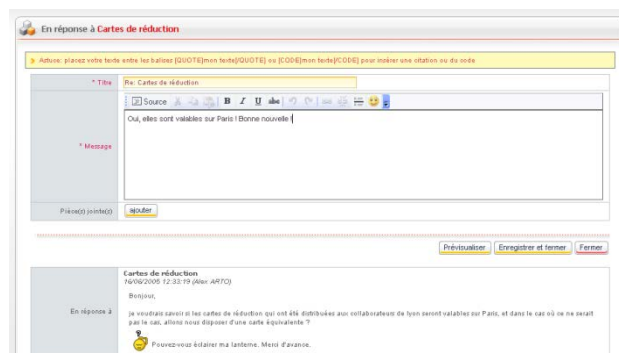 En réponse à Cartes de réduction
Astuce: placez votre texte entre les balises [QUOTE]mon texte[/QUOTE] ou [CODE]mon texte[/CODE] pour insérer une citation ou du code
* Titre
Re: Cartes de réduction
Source B I U abc
* Message
Oui, elles sont valables sur Paris ! Bonne nouvelle !
Pièce(s) jointe(s)
ajouter
Prévisualiser Enregistrer et fermer Fermer
Cartes de réduction
16/06/2005 12:33:19 (Alex ARTO)
Bonjour,
En réponse à
je voudrais savoir si les cartes de réduction qui ont été distribuées aux collaborateurs de lyon seront valables sur Paris, et dans le cas où ce ne serait
pas le cas, allons nous disposer d'une carte équivalente ?
Pouvez-vous éclairer ma lanterne. Merci d'avance.